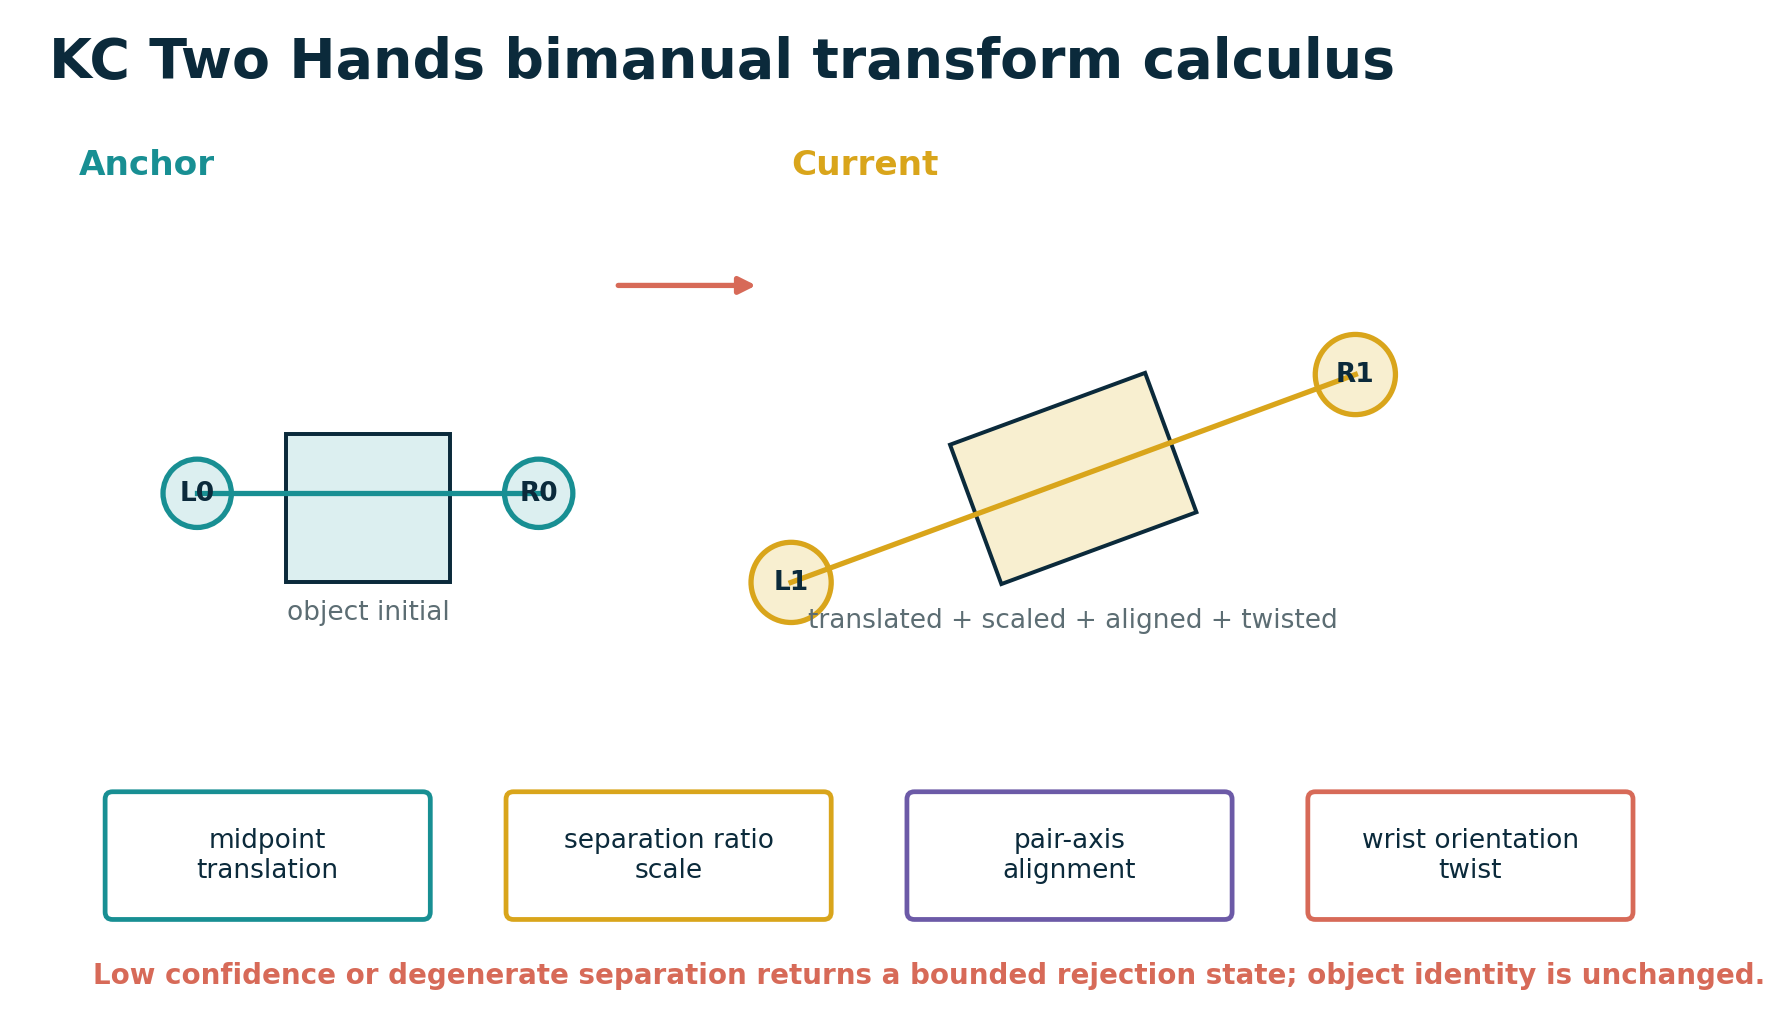 KC Two Hands bimanual transform calculus
Anchor
Current
L0
R0
object initial
R1
L1
translated + scaled + aligned + twisted
midpoint
translation
separation ratio
scale
pair-axis
alignment
wrist orientation
twist
Low confidence or degenerate separation returns a bounded rejection state; object identity is unchanged.